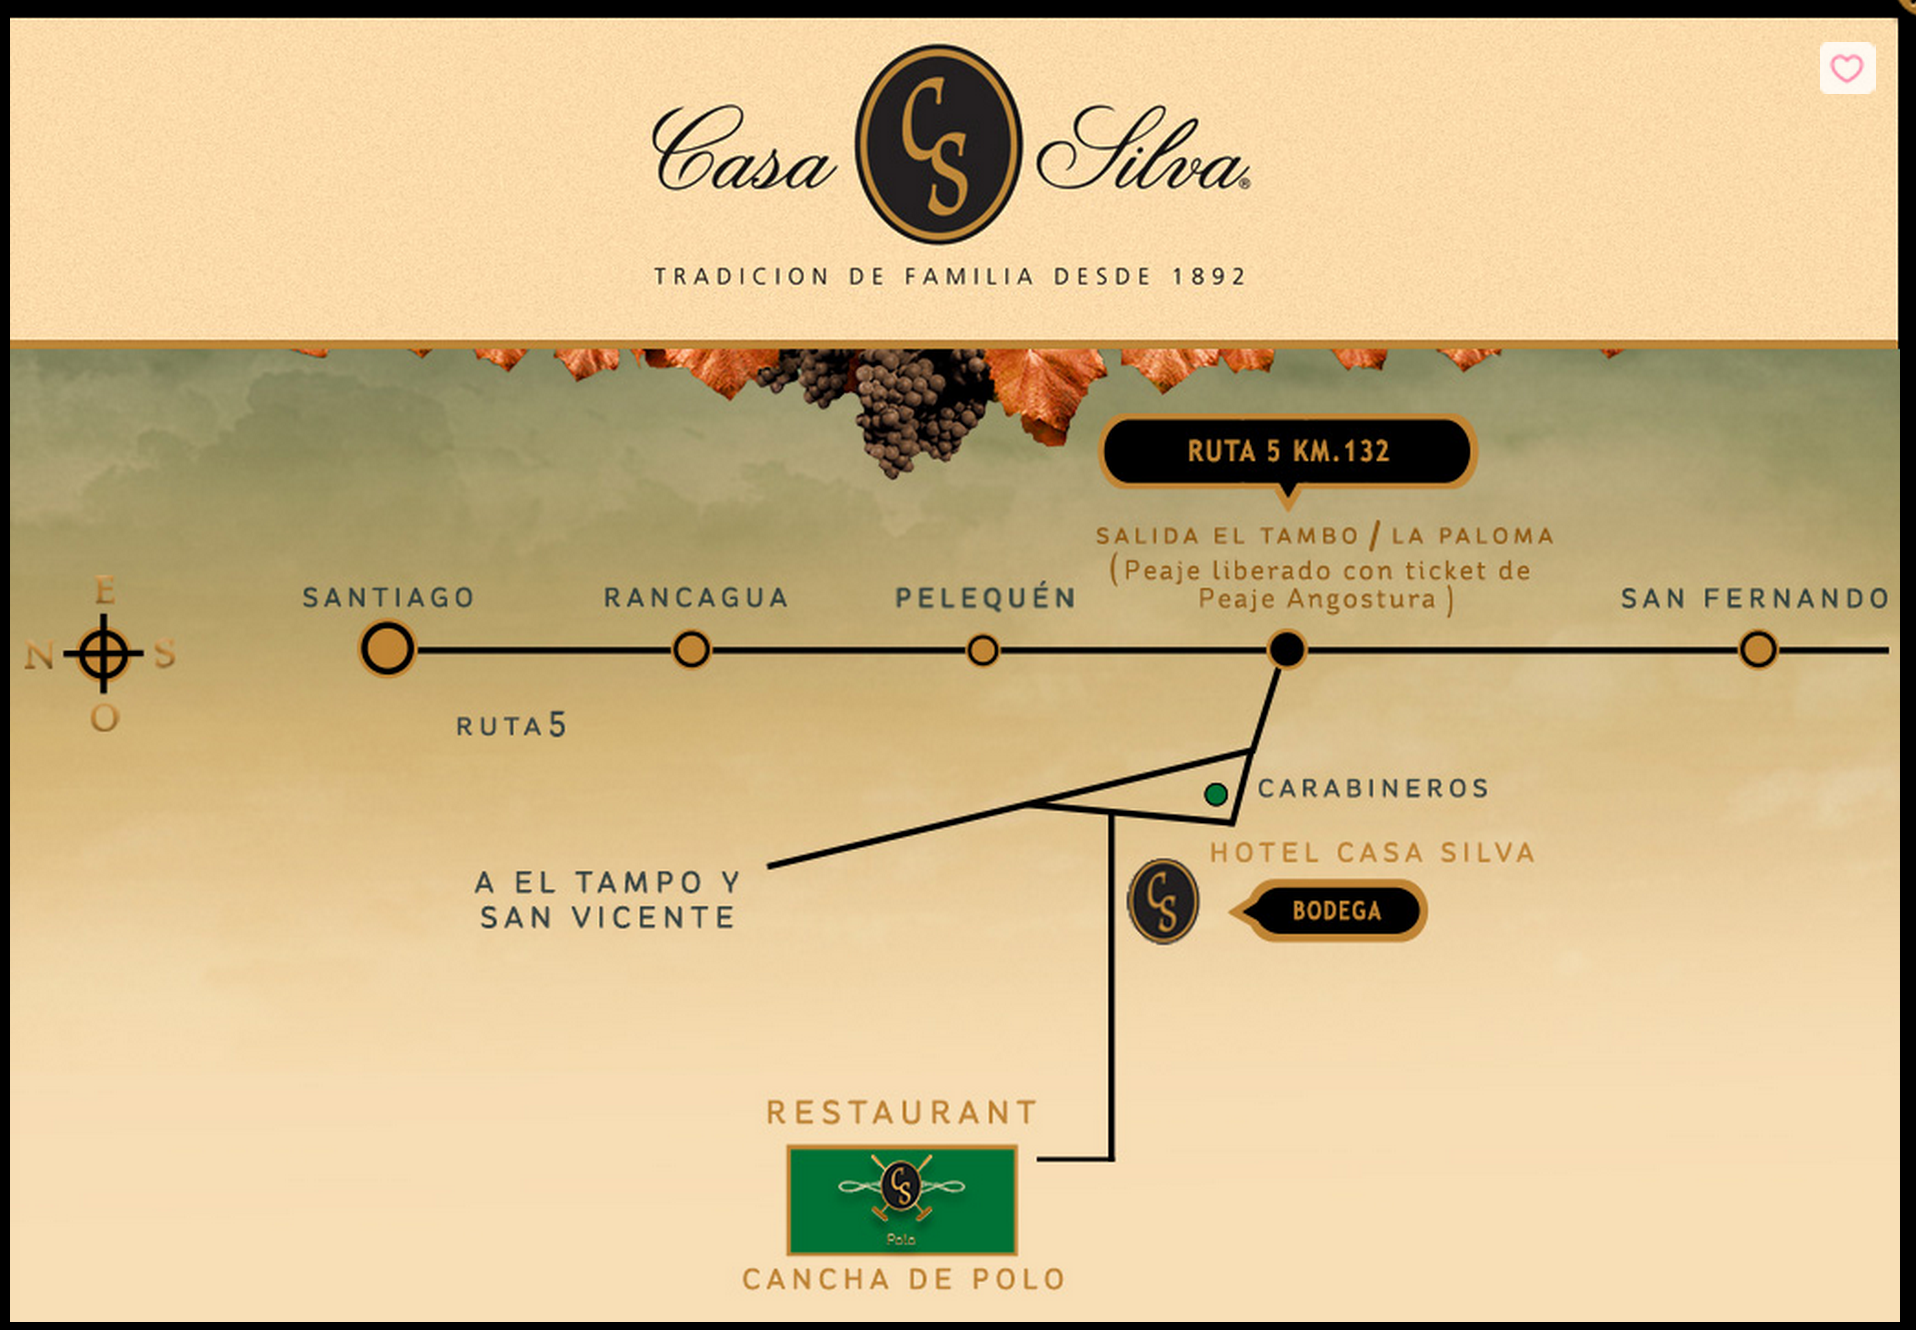 Casa CS Silva®
TRADICION DE FAMILIA DESDE 1892
RUTA 5 KM.132
SALIDA EL TAMBO / LA PALOMA
(Peaje liberado con ticket de
Peaje Angostura)
SANTIAGO
RANCAGUA
PELEQUÉN
SAN FERNANDO
E
N
S
O
RUTA5
CARABINEROS
A EL TAMPO Y
SAN VICENTE
HOTEL CASA SILVA
CS
BODEGA
RESTAURANT
CS
Polo
CANCHA DE POLO